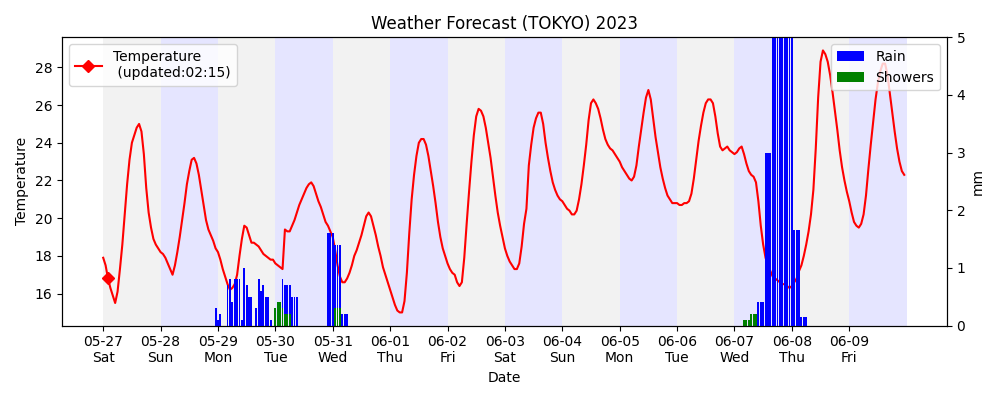 Weather Forecast (TOKYO) 2023
Temperature
(updated:02:15)
Rain
Showers
Temperature
28
26
24
22
20
18
16
5
4
3
2
1
0
mm
05-27 05-28 05-29 05-30 05-31 06-01 06-02 06-03 06-04 06-05 06-06 06-07 06-08 06-09
Sat Sun Mon Tue Wed Thu Fri Sat Sun Mon Tue Wed Thu Fri
Date